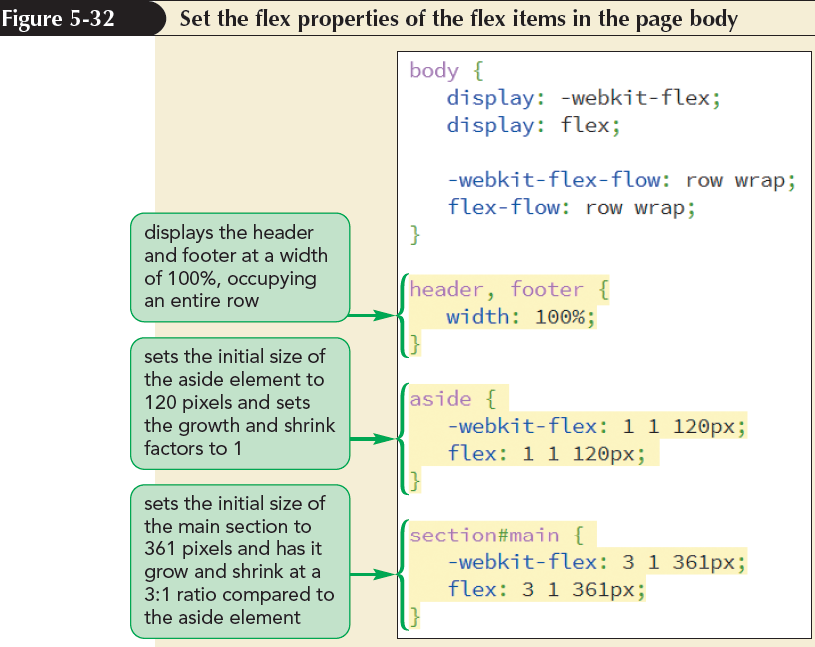 Figure 5-32 Set the flex properties of the flex items in the page body
body {
display: -webkit-flex;
display: flex;
-webkit-flex-flow: row wrap;
flex-flow: row wrap;
}
displays the header
and footer at a width
of 100%, occupying
an entire row
header, footer {
width: 100%;
}
sets the initial size of
the aside element to
120 pixels and sets
the growth and shrink
factors to 1
aside {
-webkit-flex: 1 1 120px;
flex: 1 1 120px;
}
sets the initial size of
the main section to
361 pixels and has it
grow and shrink at a
3:1 ratio compared to
the aside element
section#main {
-webkit-flex: 3 1 361px;
flex: 3 1 361px;
}